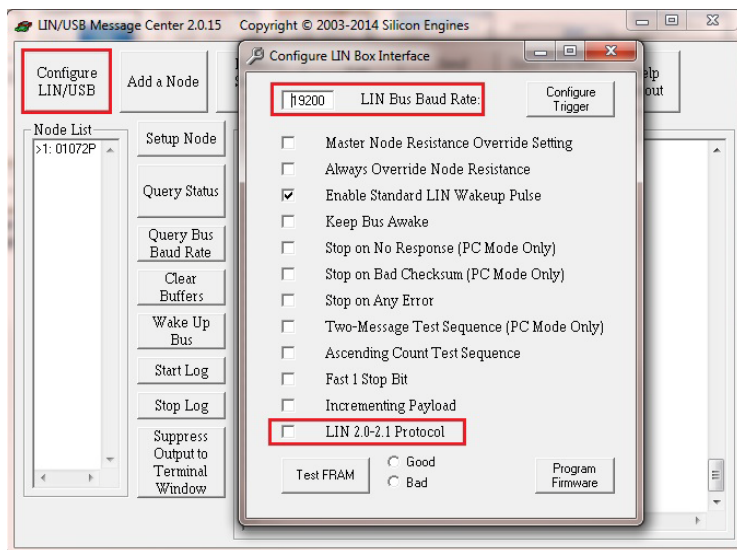 LIN/USB Message Center 2.0.15 Copyright © 2003-2014 Silicon Engines
Configure
LIN/USB
Add a Node
elp
out
Node List
>1: 01072P
Setup Node
Query Status
Query Bus
Baud Rate
Clear
Buffers
Wake Up
Bus
Start Log
Stop Log
Suppress
Output to
Terminal
Window
Configure LIN Box Interface
19200 LIN Bus Baud Rate:
Configure
Trigger
Master Node Resistance Override Setting
Always Override Node Resistance
Enable Standard LIN Wakeup Pulse
Keep Bus Awake
Stop on No Response (PC Mode Only)
Stop on Bad Checksum (PC Mode Only)
Stop on Any Error
Two-Message Test Sequence (PC Mode Only)
Ascending Count Test Sequence
Fast 1 Stop Bit
Incrementing Payload
LIN 2.0-2.1 Protocol
Test FRAM
Good
Bad
Program
Firmware